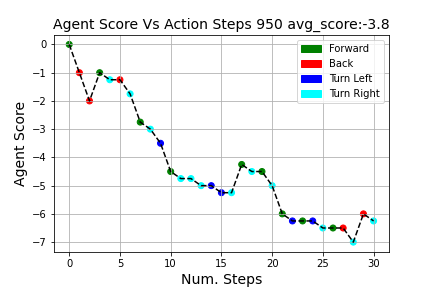 Agent Score Vs Action Steps 950 avg_score:-3.8
Forward
Back
Turn Left
Turn Right
Agent Score
0
−1
−2
−3
−4
−5
−6
−7
0 5 10 15 20 25 30
Num. Steps